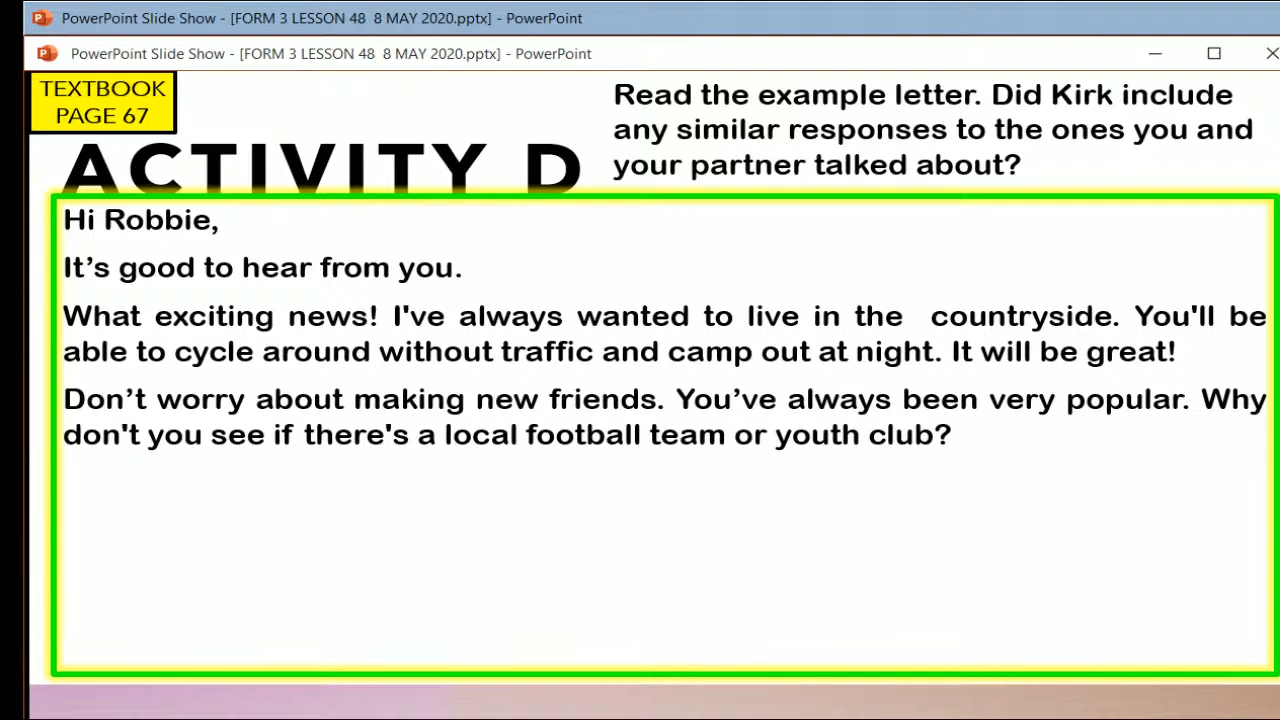 PowerPoint Slide Show - [FORM 3 LESSON 48  8 MAY 2020.pptx] - PowerPoint
PowerPoint Slide Show - [FORM 3 LESSON 48  8 MAY 2020.pptx] - PowerPoint
TEXTBOOK
PAGE 67
ACTIVITY D
Read the example letter. Did Kirk include
any similar responses to the ones you and
your partner talked about?
Hi Robbie,
It’s good to hear from you.
What exciting news! I've always wanted to live in the countryside. You'll be
able to cycle around without traffic and camp out at night. It will be great!
Don’t worry about making new friends. You’ve always been very popular. Why
don't you see if there's a local football team or youth club?